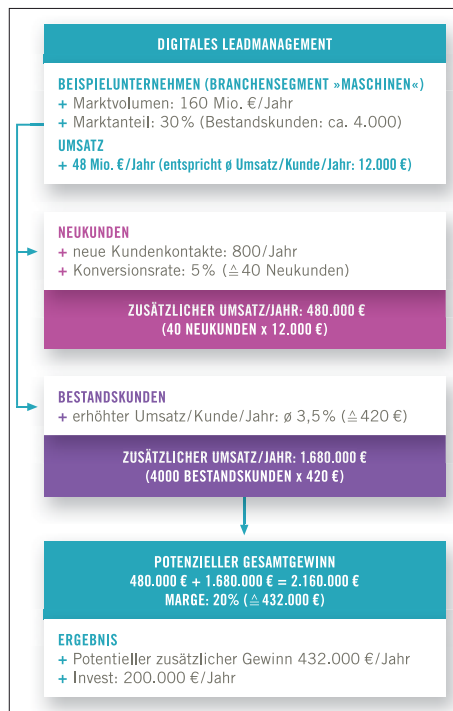 DIGITALES LEADMANAGEMENT
BEISPIELUNTERNEHMEN (BRANCHENSEGMENT »MASCHINEN«)
+ Marktvolumen: 160 Mio. €/Jahr
+ Marktanteil: 30% (Bestandskunden: ca. 4.000)
UMSATZ
+ 48 Mio. €/Jahr (entspricht ø Umsatz/Kunde/Jahr: 12.000 €)
NEUKUNDEN
+ neue Kundenkontakte: 800/Jahr
+ Konversionsrate: 5% (≙40 Neukunden)
ZUSÄTZLICHER UMSATZ/JAHR: 480.000 €
(40 NEUKUNDEN x 12.000 €)
BESTANDSKUNDEN
+ erhöhter Umsatz/Kunde/Jahr: ø 3,5% (≙420 €)
ZUSÄTZLICHER UMSATZ/JAHR: 1.680.000 €
(4000 BESTANDSKUNDEN x 420 €)
POTENZIELLER GESAMTGEWINN
480.000 € + 1.680.000 € = 2.160.000 €
MARGE: 20% (≙432.000 €)
ERGEBNIS
+ Potentieller zusätzlicher Gewinn 432.000 €/Jahr
+ Invest: 200.000 €/Jahr